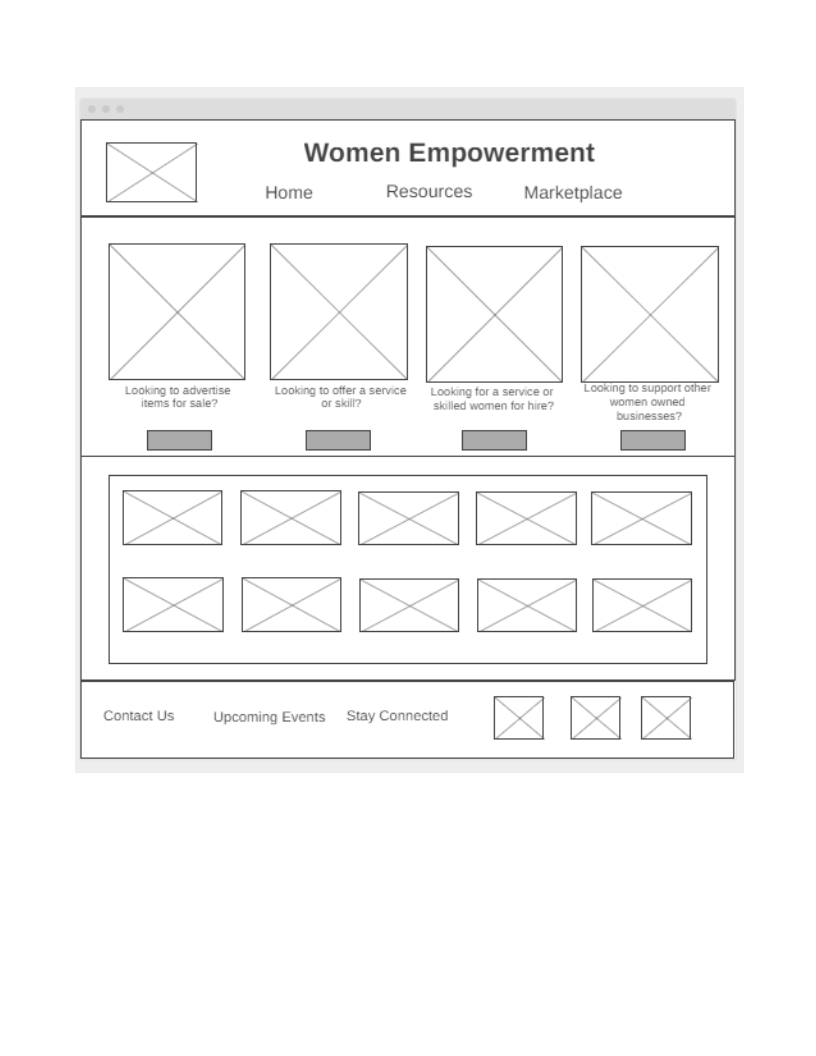 Women Empowerment
Home Resources Marketplace
Looking to advertise
items for sale?
Looking to offer a service
or skill?
Looking for a service or
skilled women for hire?
Looking to support other
women owned
businesses?
Contact Us Upcoming Events Stay Connected